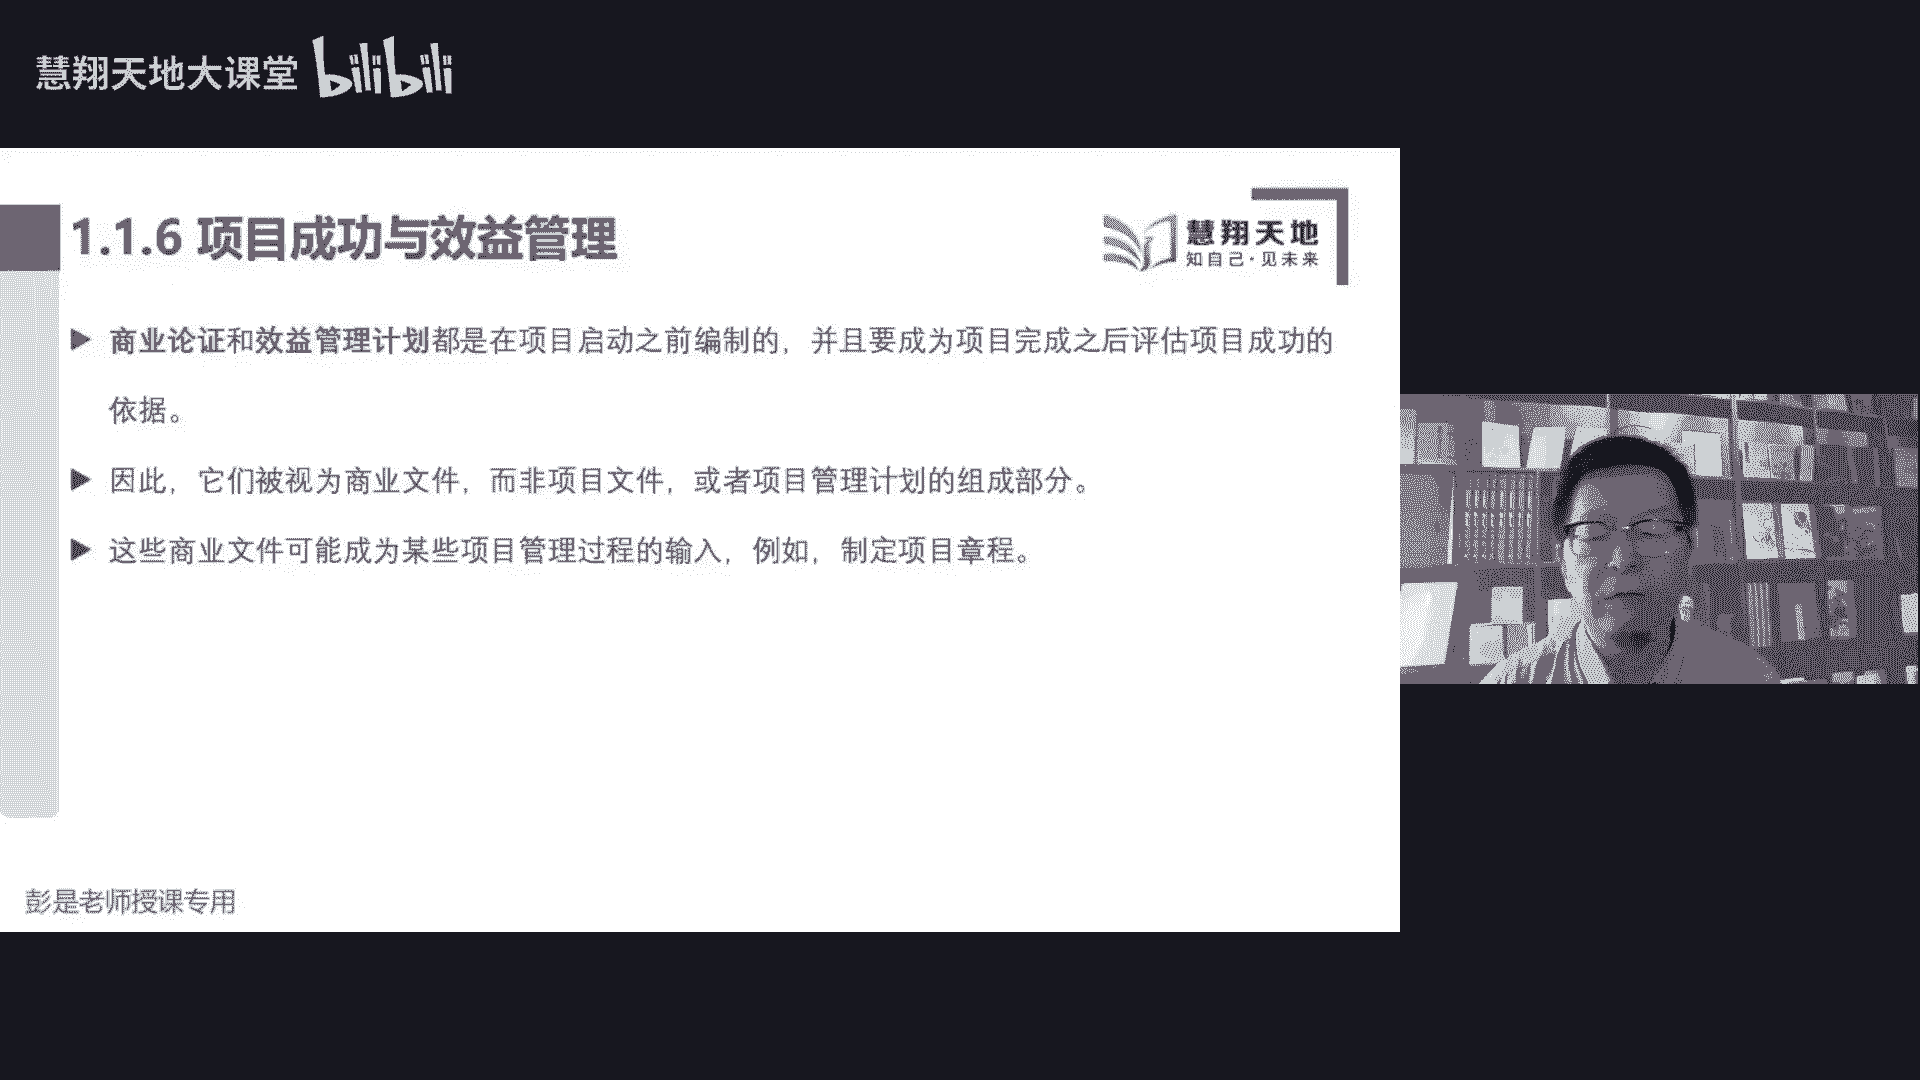 慧翔天地大课堂 bilibili
1.1.6 项目成功与效益管理
慧翔天地
知自己·见未来
商业论证和效益管理计划都是在项目启动之前编制的，并且要成为项目完成之后评估项目成功的
依据。
因此，它们被视为商业文件，而非项目文件，或者项目管理计划的组成部分。
这些商业文件可能成为某些项目管理过程的输入，例如，制定项目章程。
彭是老师授课专用